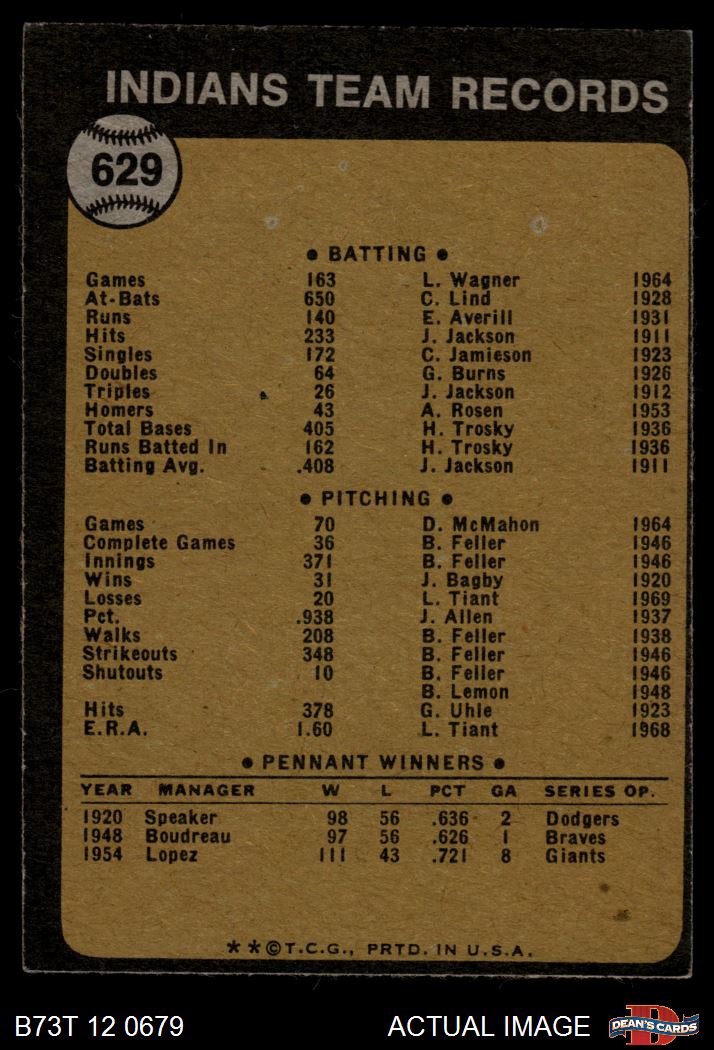 INDIANS TEAM RECORDS
629
• BATTING •
Games 163 L. Wagner 1964
At-Bats 650 C. Lind 1928
Runs 140 E. Averill 1931
Hits 233 J. Jackson 1911
Singles 172 C. Jamieson 1923
Doubles 64 G. Burns 1926
Triples 26 J. Jackson 1912
Homers 43 A. Rosen 1953
Total Bases 405 H. Trosky 1936
Runs Batted In 162 H. Trosky 1936
Batting Avg. .408 J. Jackson 1911
• PITCHING •
Games 70 D. McMahon 1964
Complete Games 36 B. Feller 1946
Innings 371 B. Feller 1946
Wins 31 J. Bagby 1920
Losses 20 L. Tiant 1969
Pct. .938 J. Allen 1937
Walks 208 B. Feller 1938
Strikeouts 348 B. Feller 1946
Shutouts 10 B. Feller 1946
B. Lemon 1948
Hits 378 G. Uhle 1923
E.R.A. 1.60 L. Tiant 1968
• PENNANT WINNERS •
YEAR MANAGER W L PCT GA SERIES OP.
1920 Speaker 98 56 .636 2 Dodgers
1948 Boudreau 97 56 .626 1 Braves
1954 Lopez 111 43 .721 8 Giants
**©T.C.G., PRTD. IN U.S.A.
B73T 12 0679 ACTUAL IMAGE D DEAN'S CARDS